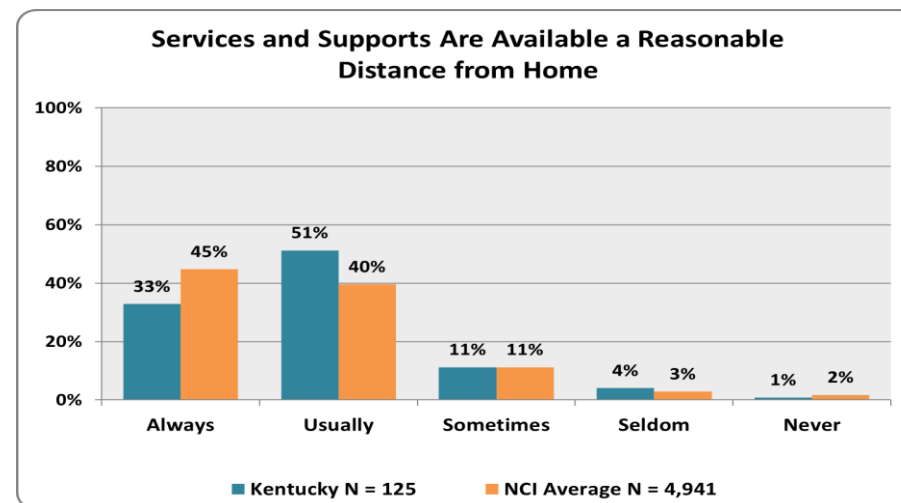 Services and Supports Are Available a Reasonable
Distance from Home
100%
80%
60%
40%
20%
0%
33%
45%
51%
40%
11%
11%
4%
3%
1%
2%
Always
Usually
Sometimes
Seldom
Never
Kentucky N = 125
NCI Average N = 4,941